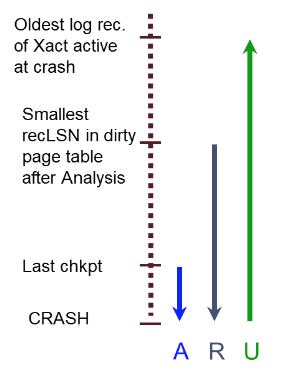 Oldest log rec.
of Xact active
at crash
Smallest
recLSN in dirty
page table
after Analysis
Last chkpt
CRASH
A R U